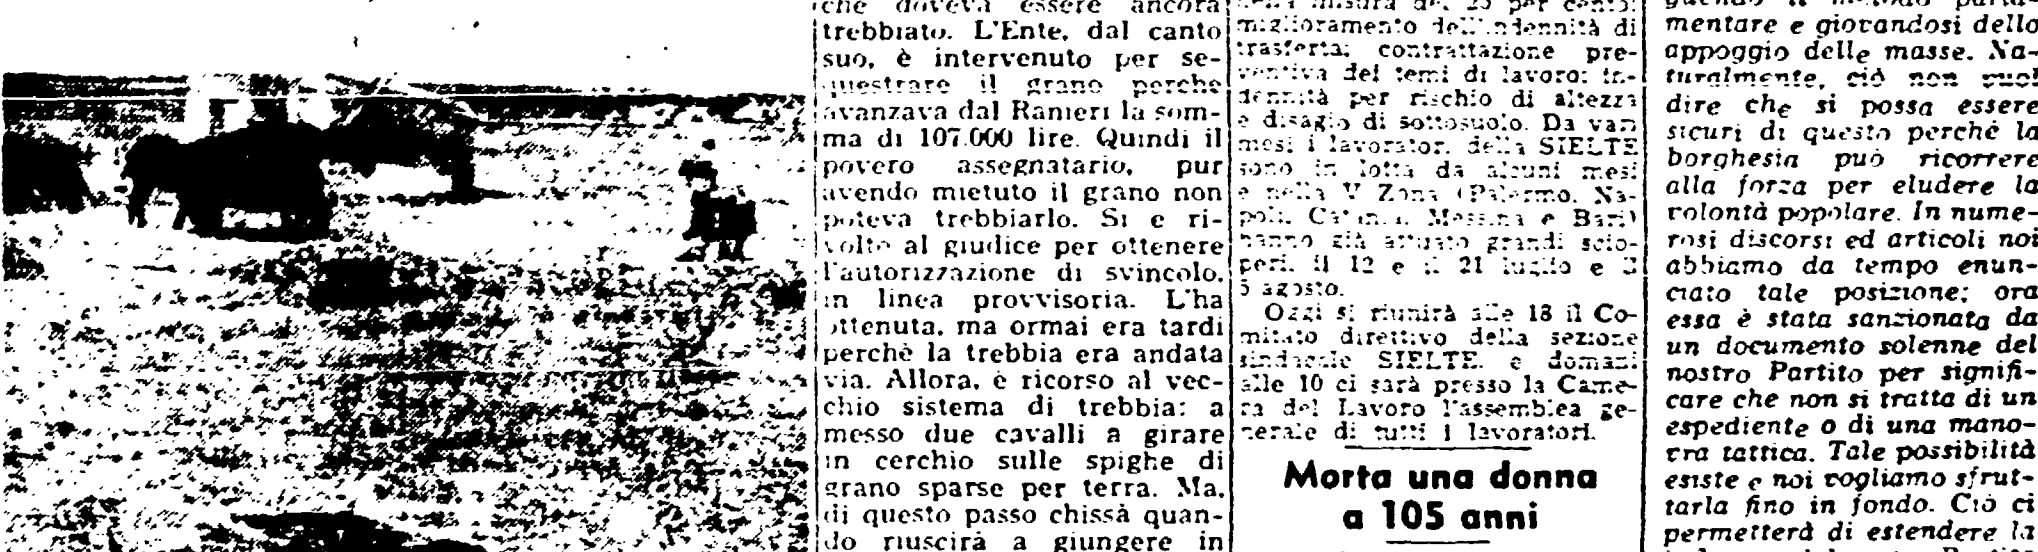 che doveva essere ancora
trebbiato. L'Ente, dal canto
suo, è intervenuto per se-
questrare il grano perche
avanzava dal Ranieri la som-
ma di 107.000 lire. Quindi il
povero assegnatario, pur
avendo mietuto il grano non
poteva trebbiarlo. Si e ri-
volto al giudice per ottenere
l'autorizzazione di svincolo,
in linea provvisoria. L'ha
ottenuta, ma ormai era tardi
perchè la trebbia era andata
via. Allora, è ricorso al vec-
chio sistema di trebbia: a
messo due cavalli a girare
in cerchio sulle spighe di
grano sparse per terra. Ma,
di questo passo chissà quan-
do riuscirà a giungere in
misura del 25 per cento;
miglioramento dell'indennità di
trasferta; contrattazione pre-
ventiva dei temi di lavoro; in-
dennità per rischio di altezza
e disagio di sottosuolo. Da vari
mesi i lavoratori della SIELTE
sono in lotta da alcuni mesi
e nella V Zona (Palermo, Na-
poli, Catania, Messina e Bari)
hanno già attuato grandi scio-
peri il 12 e il 21 luglio e
5 agosto.
Oggi si riunirà alle 18 il Co-
mitato direttivo della sezione
sindacale SIELTE e domani
alle 10 ci sarà presso la Came-
ra del Lavoro l'assemblea ge-
nerale di tutti i lavoratori.
Morta una donna
a 105 anni
guendo il metodo parla-
mentare e giovandosi dello
appoggio delle masse. Na-
turalmente, ciò non vuol
dire che si possa essere
sicuri di questo perchè la
borghesia può ricorrere
alla forza per eludere la
volontà popolare. In nume-
rosi discorsi ed articoli noi
abbiamo da tempo enun-
ciato tale posizione; ora
essa è stata sanzionata da
un documento solenne del
nostro Partito per signifi-
care che non si tratta di un
espediente o di una mano-
vra tattica. Tale possibilità
esiste e noi vogliamo sfrut-
tarla fino in fondo. Ciò ci
permetterà di estendere la